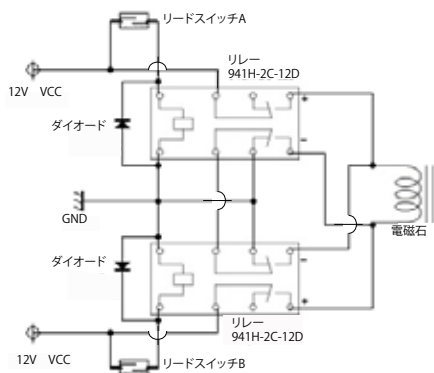 リードスイッチA
リレー
941H-2C-12D
12V VCC
ダイオード
+
−
GND
電磁石
ダイオード
−
+
リレー
941H-2C-12D
12V VCC
リードスイッチB